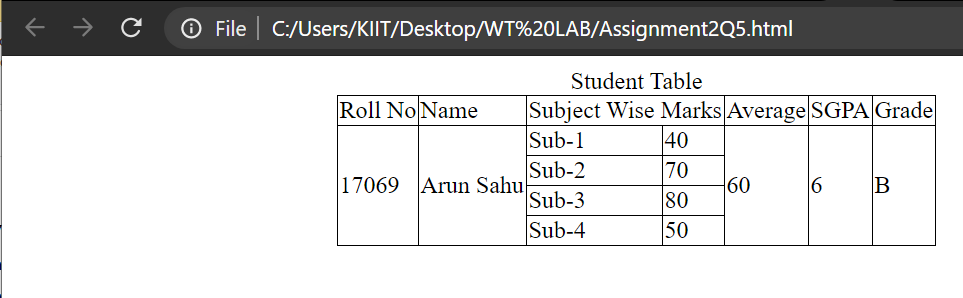 File C:/Users/KIIT/Desktop/WT%20LAB/Assignment2Q5.html
Student Table
Roll No Name Subject Wise Marks Average SGPA Grade
17069 Arun Sahu Sub-1 40 60 6 B
Sub-2 70
Sub-3 80
Sub-4 50